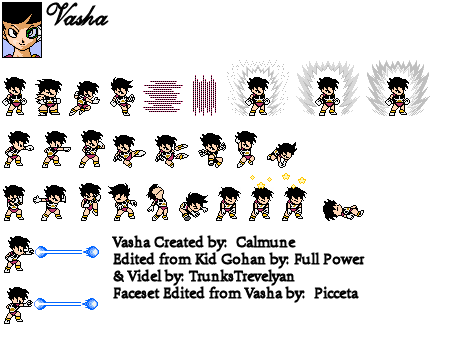 Vasha
Vasha Created by: Calmune
Edited from Kid Gohan by: Full Power
& Videl by: TrunksTrevelyan
Faceset Edited from Vasha by: Picceta